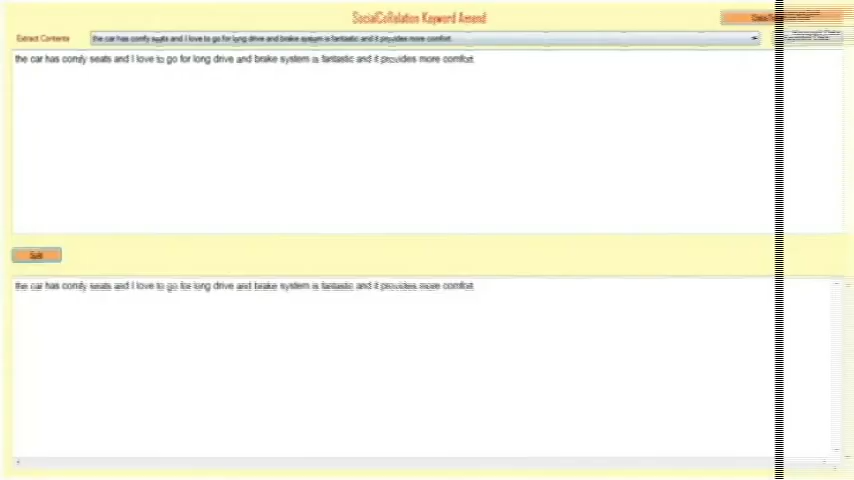 SocialCoRelation Keyword Amend
Extract Contents
the car has comfy seats and I love to go for long drive and brake system is fantastic and it provides more comfort.
the car has comfy seats and I love to go for long drive and brake system is fantastic and it provides more comfort.
Split
the car has comfy seats and I love to go for long drive and brake system is fantastic and it provides more comfort.